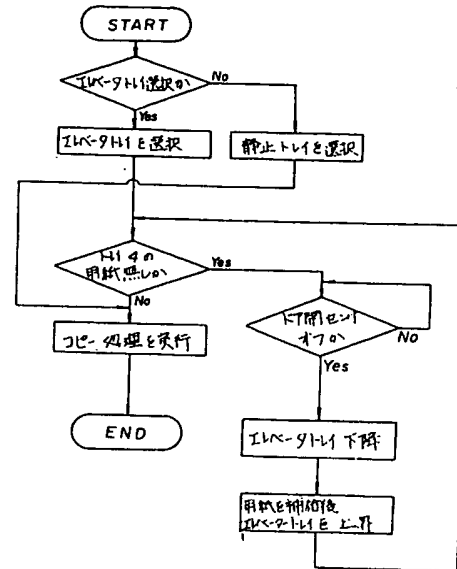 START
エレベータトレイ選択か
No
Yes
エレベータトレイを選択
静止トレイを選択
トレイ4の
用紙無しか
Yes
No
コピー処理を実行
ドア開センサ
オフか
No
Yes
END
エレベータトレイ下降
用紙を補給後
エレベータートレイを上昇